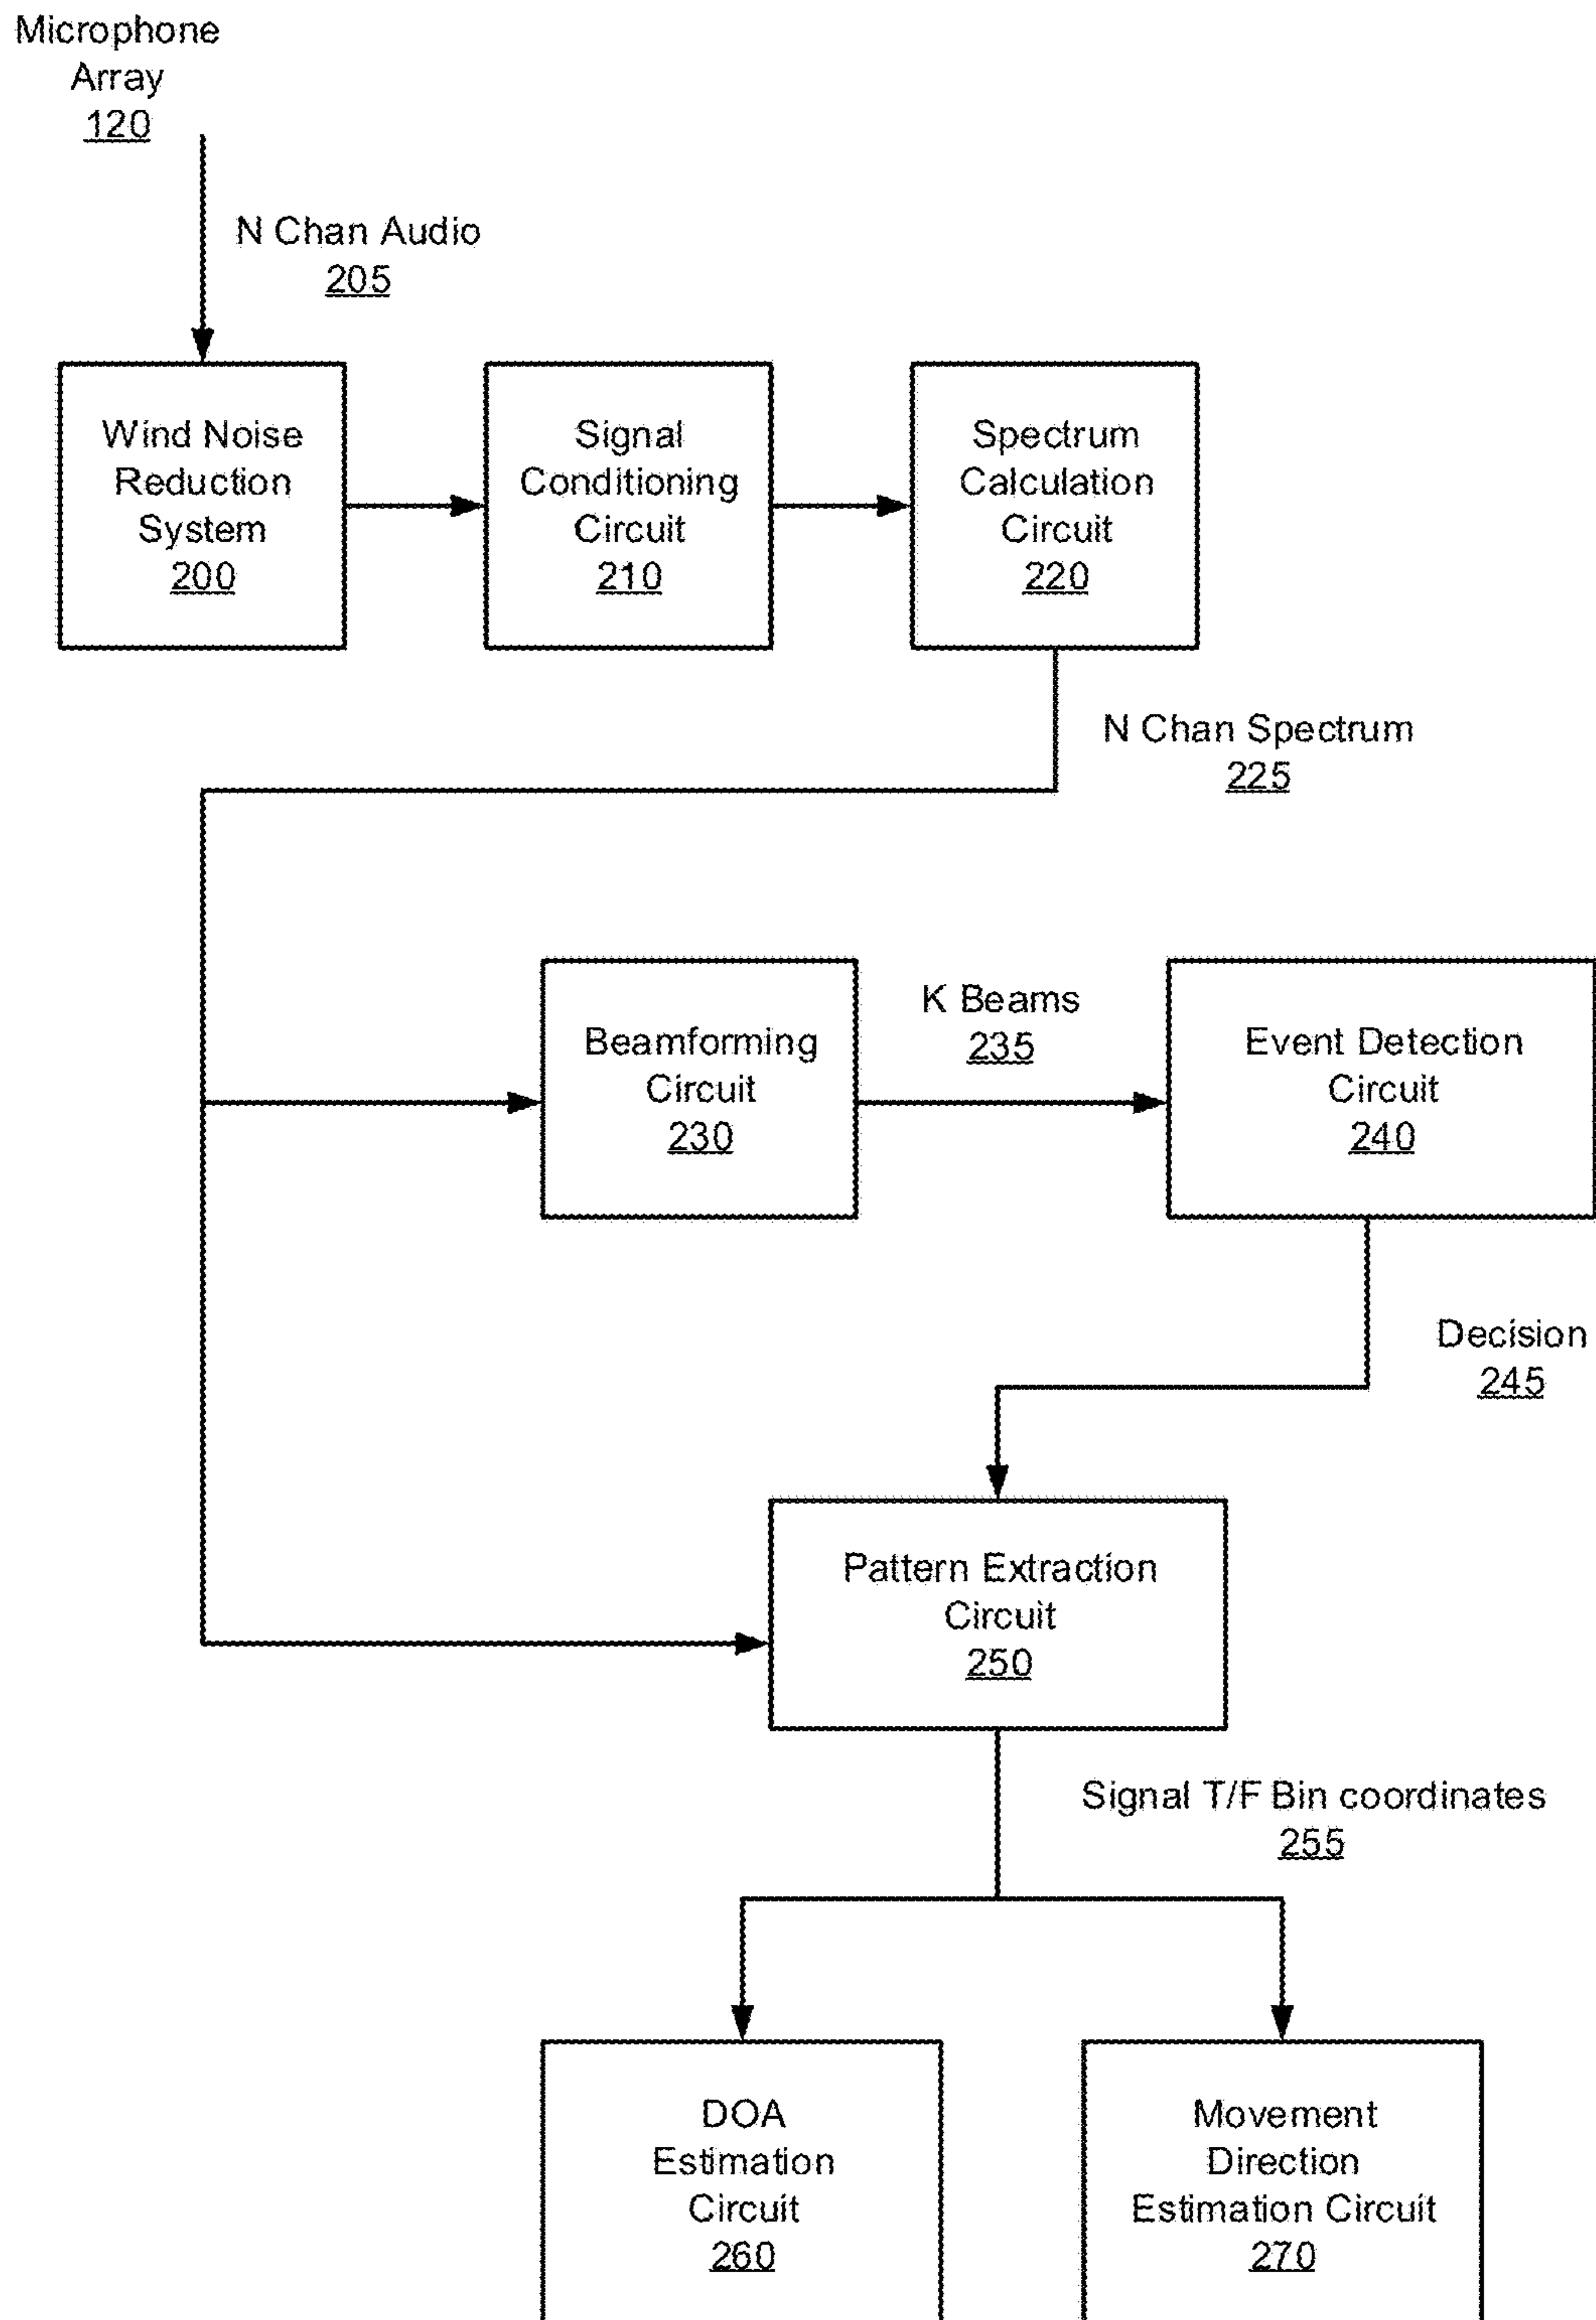 Microphone
Array
120
N Chan Audio
205
Wind Noise
Reduction
System
200
Signal
Conditioning
Circuit
210
Spectrum
Calculation
Circuit
220
N Chan Spectrum
225
Beamforming
Circuit
230
K Beams
235
Event Detection
Circuit
240
Decision
245
Pattern Extraction
Circuit
250
Signal T/F Bin coordinates
255
DOA
Estimation
Circuit
260
Movement
Direction
Estimation Circuit
270